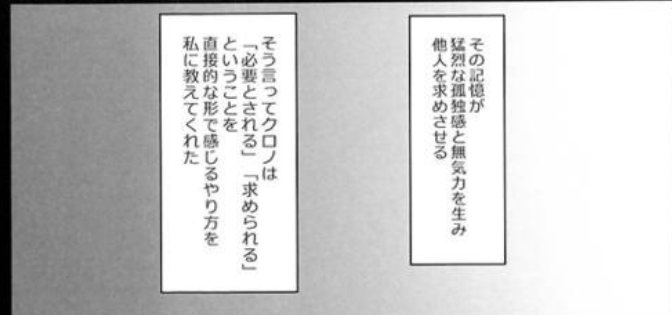 その記憶が
猛烈な孤独感と無気力を生み
他人を求めさせる
そう言ってクロノは
「必要とされる」「求められる」
ということを
直接的な形で感じるやり方を
私に教えてくれた